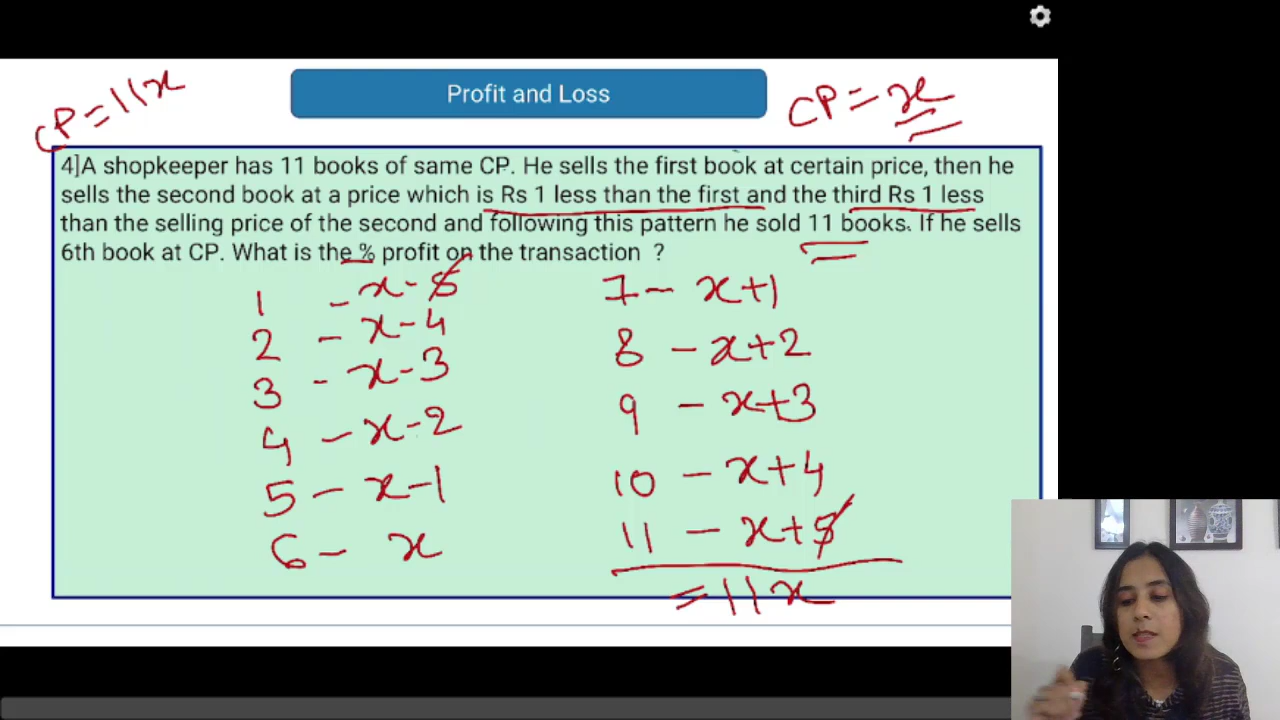 Profit and Loss
CP = 11x
CP = x
4]A shopkeeper has 11 books of same CP. He sells the first book at certain price, then he
sells the second book at a price which is Rs 1 less than the first and the third Rs 1 less
than the selling price of the second and following this pattern he sold 11 books. If he sells
6th book at CP. What is the % profit on the transaction ?
1 - x-5
2 - x-4
3 - x-3
4 - x-2
5 - x-1
6 - x
7 - x+1
8 - x+2
9 - x+3
10 - x+4
11 - x+5
= 11x